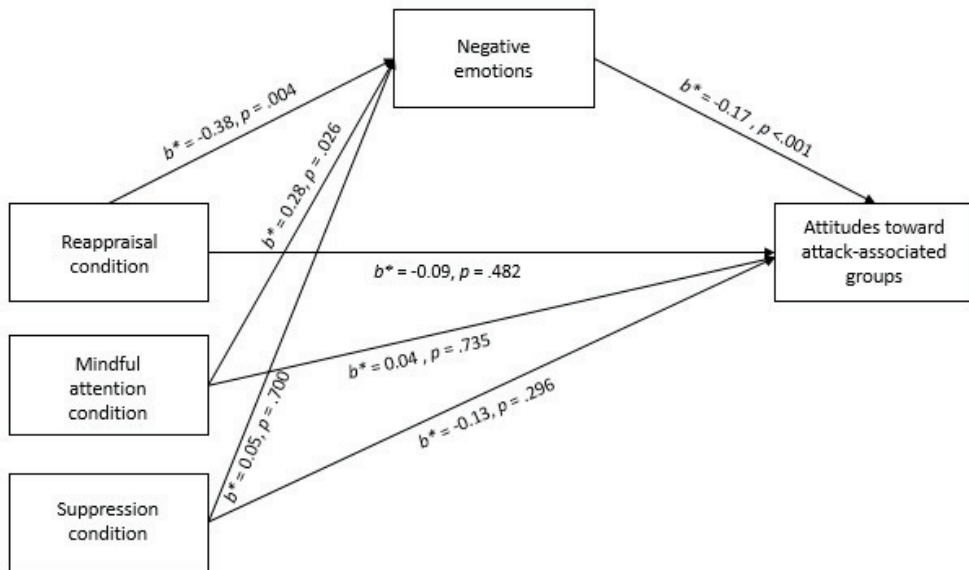 Negative
emotions
b* = -0.38, p = .004
b* = -0.17 , p <.001
b* = 0.28, p = .026
Reappraisal
condition
Attitudes toward
attack-associated
groups
b* = -0.09, p = .482
Mindful
attention
condition
b* = 0.04 , p = .735
b* = 0.05, p = .700
b* = -0.13, p = .296
Suppression
condition